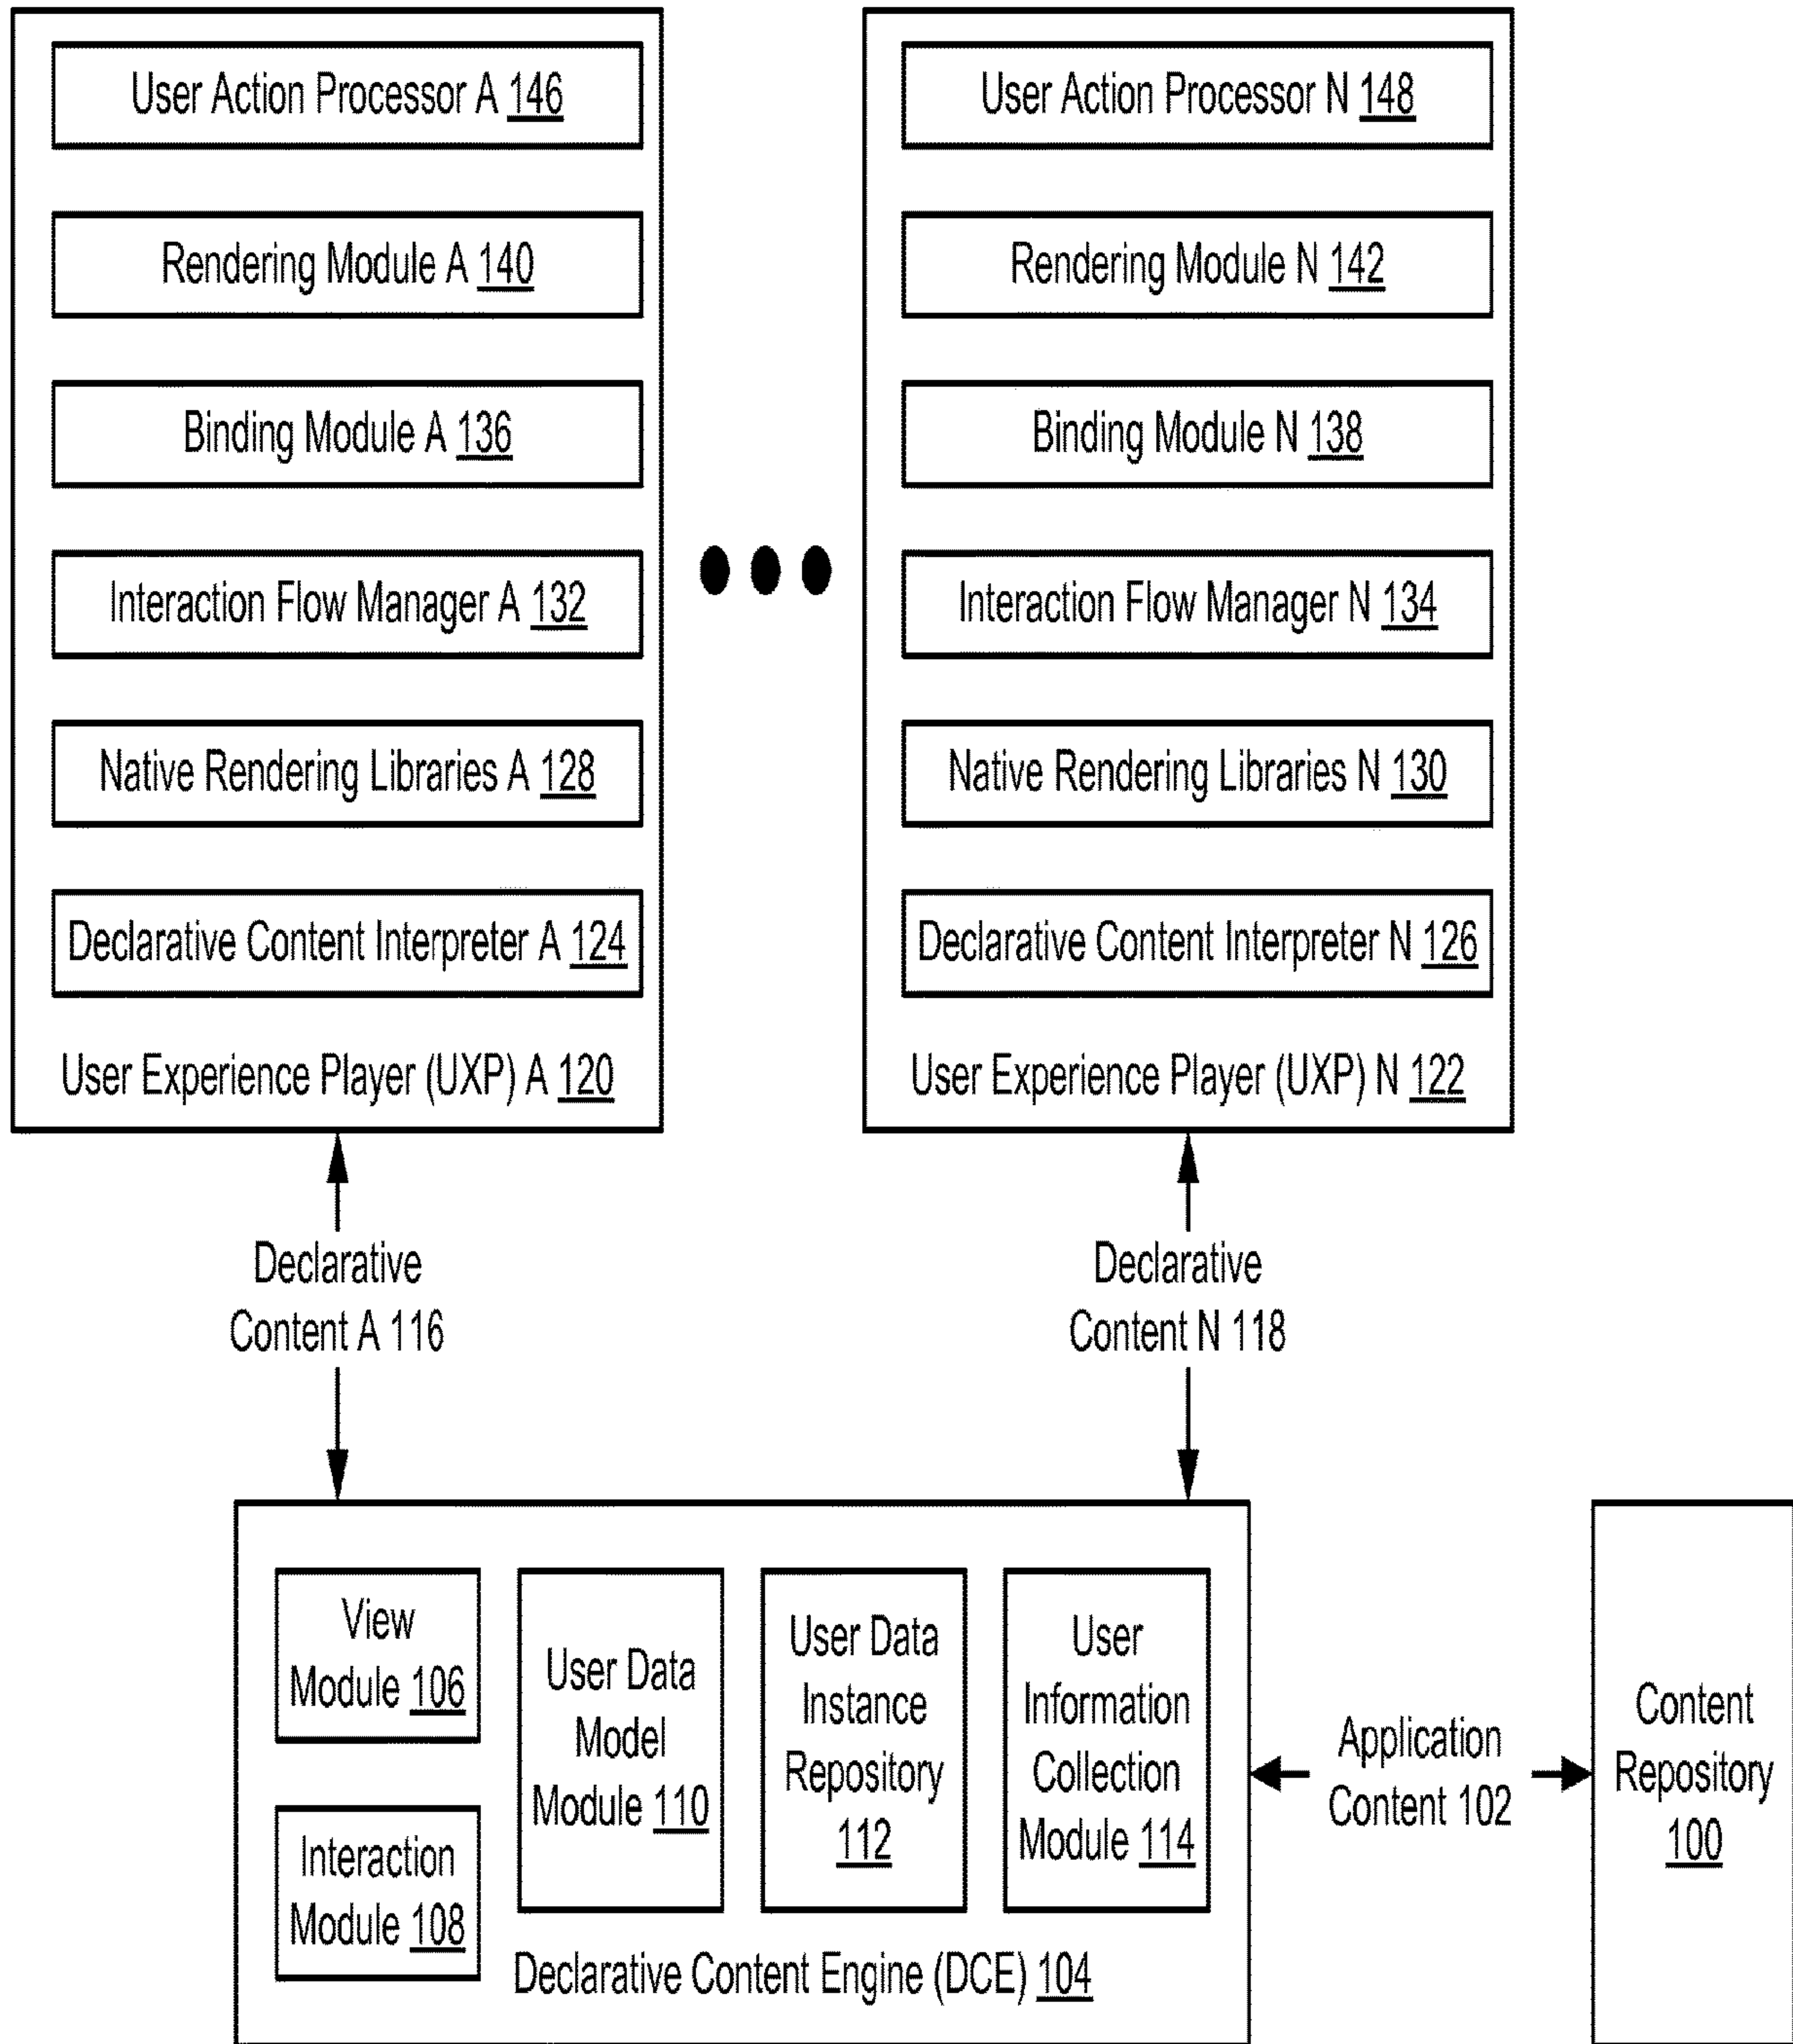 User Action Processor A 146
Rendering Module A 140
Binding Module A 136
Interaction Flow Manager A 132
Native Rendering Libraries A 128
Declarative Content Interpreter A 124
User Experience Player (UXP) A 120
User Action Processor N 148
Rendering Module N 142
Binding Module N 138
Interaction Flow Manager N 134
Native Rendering Libraries N 130
Declarative Content Interpreter N 126
User Experience Player (UXP) N 122
Declarative
Content A 116
Declarative
Content N 118
View
Module 106
Interaction
Module 108
User Data
Model
Module 110
User Data
Instance
Repository
112
User
Information
Collection
Module 114
Declarative Content Engine (DCE) 104
Application
Content 102
Content
Repository
100